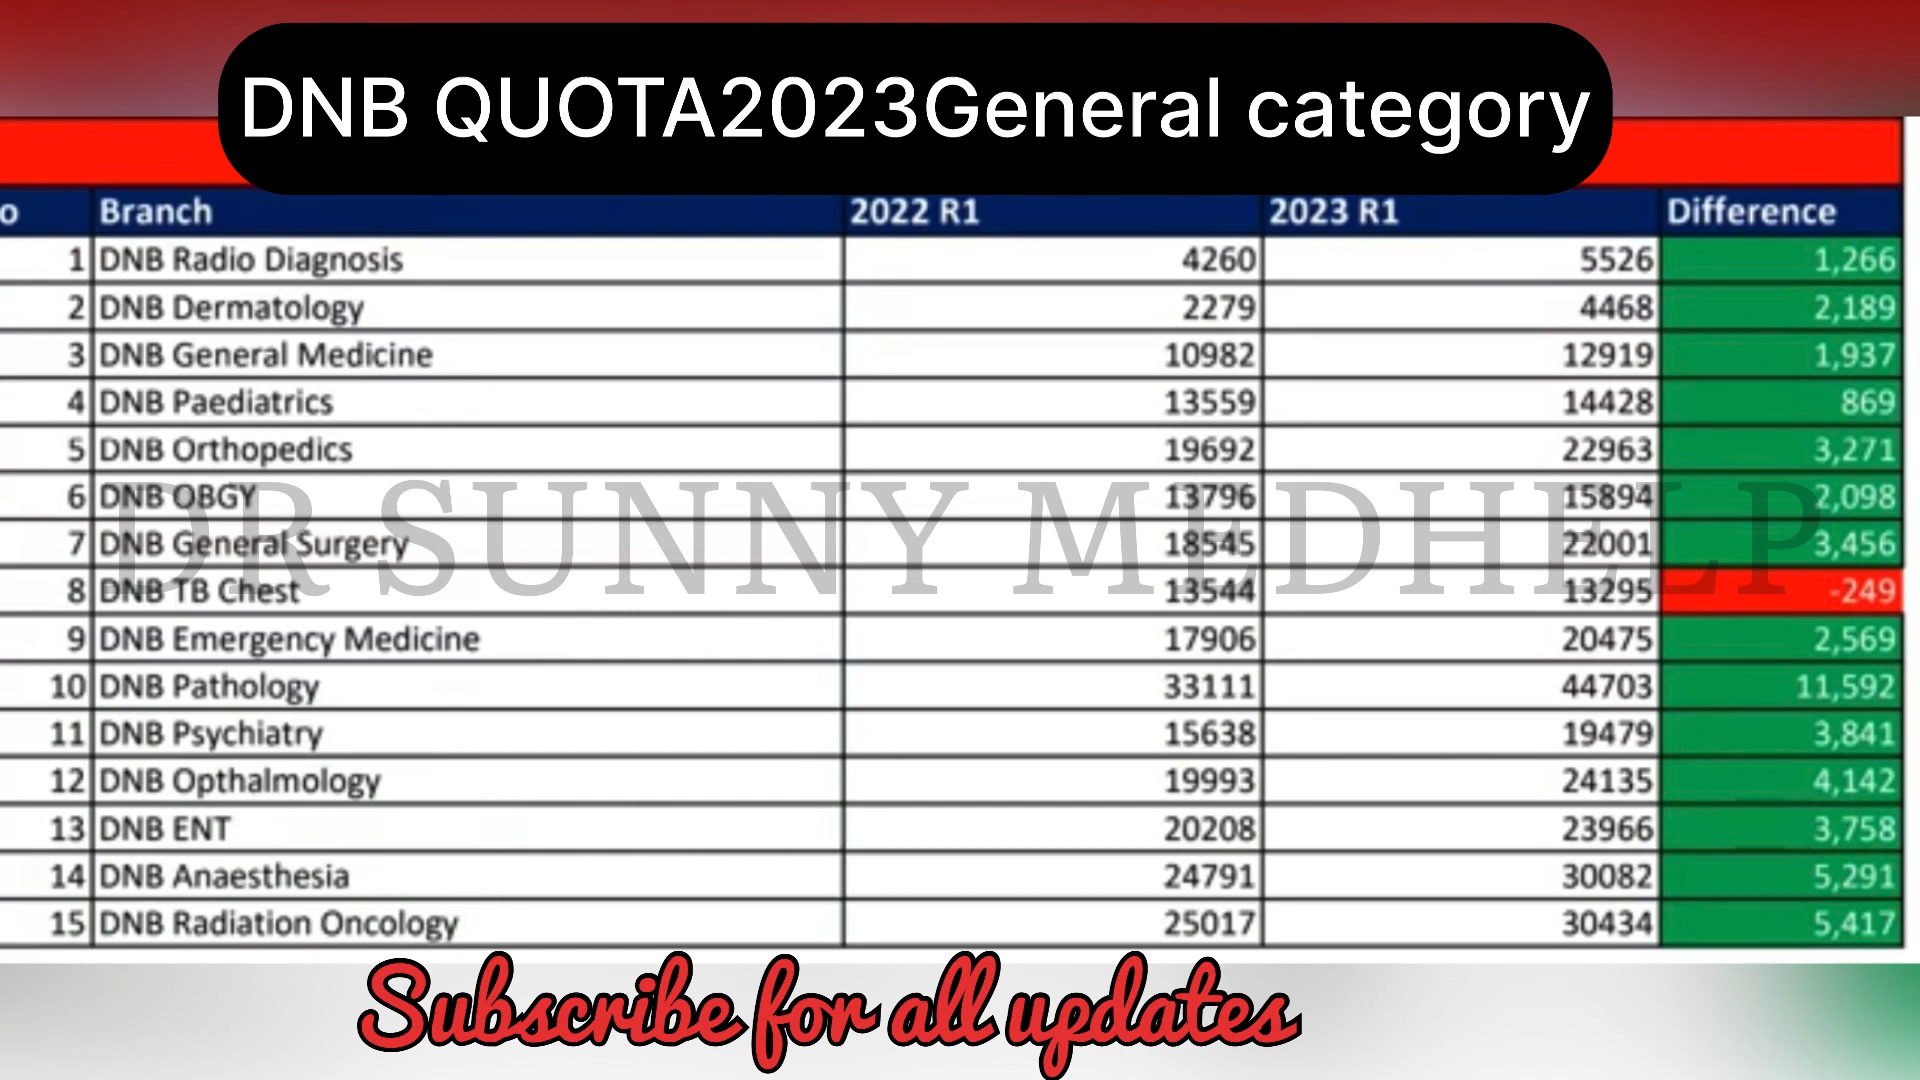 DNB QUOTA2023General category
o Branch 2022 R1 2023 R1 Difference
1 DNB Radio Diagnosis 4260 5526 1,266
2 DNB Dermatology 2279 4468 2,189
3 DNB General Medicine 10982 12919 1,937
4 DNB Paediatrics 13559 14428 869
5 DNB Orthopedics 19692 22963 3,271
6 DNB OBGY 13796 15894 2,098
DR SUNNY MEDHELP
7 DNB General Surgery 18545 22001 3,456
8 DNB TB Chest 13544 13295 -249
9 DNB Emergency Medicine 17906 20475 2,569
10 DNB Pathology 33111 44703 11,592
11 DNB Psychiatry 15638 19479 3,841
12 DNB Opthalmology 19993 24135 4,142
13 DNB ENT 20208 23966 3,758
14 DNB Anaesthesia 24791 30082 5,291
15 DNB Radiation Oncology 25017 30434 5,417
Subscribe for all updates